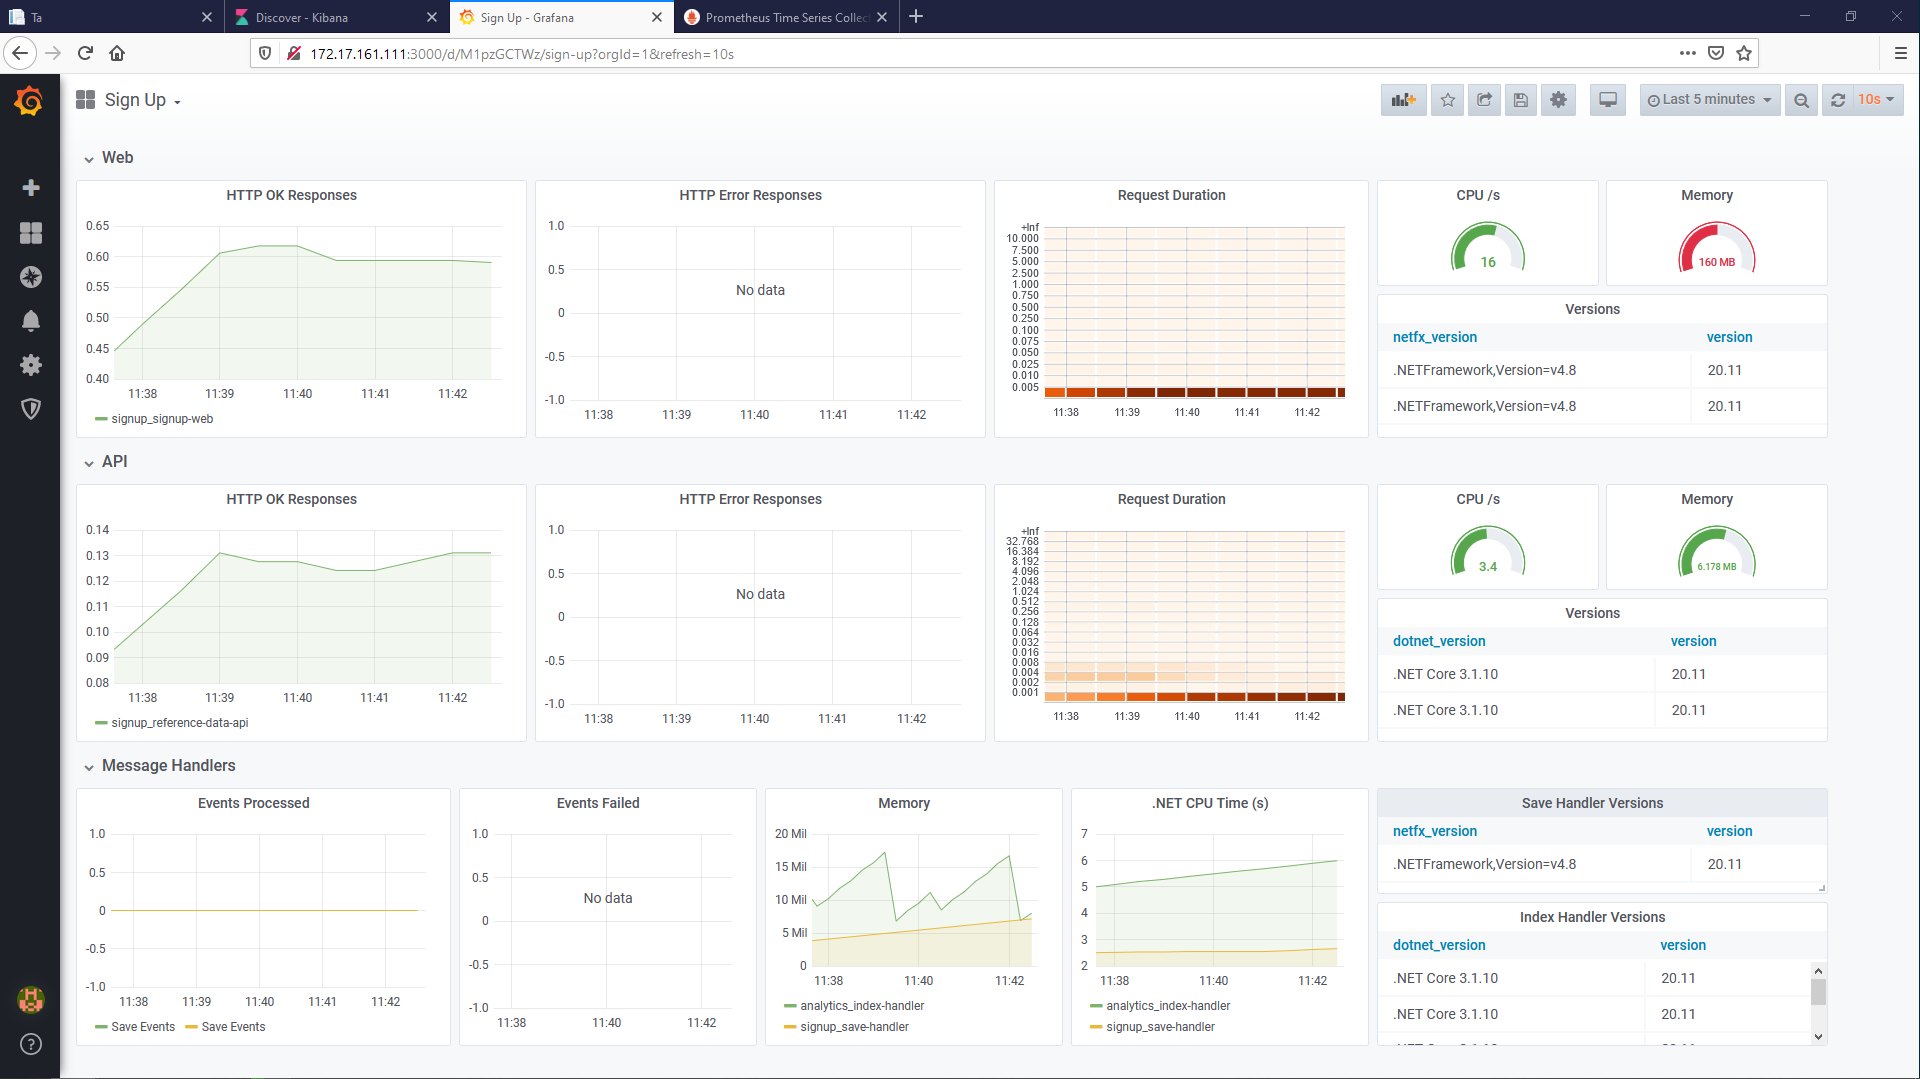 Ta
Discover - Kibana
Sign Up - Grafana
Prometheus Time Series Collec
172.17.161.111:3000/d/M1pzGCTWz/sign-up?orgId=1&refresh=10s
Sign Up
Last 5 minutes
10s
Web
HTTP OK Responses
0.65
0.60
0.55
0.50
0.45
0.40
11:38 11:39 11:40 11:41 11:42
signup_signup-web
HTTP Error Responses
1.0
0.5
0
-0.5
-1.0
No data
11:38 11:39 11:40 11:41 11:42
Request Duration
+Inf
10.000
7.500
5.000
2.500
1.000
0.750
0.500
0.250
0.100
0.075
0.050
0.025
0.010
0.005
11:38 11:39 11:40 11:41 11:42
CPU /s
16
Memory
160 MB
Versions
netfx_version version
.NETFramework,Version=v4.8 20.11
.NETFramework,Version=v4.8 20.11
API
HTTP OK Responses
0.14
0.13
0.12
0.11
0.10
0.09
0.08
11:38 11:39 11:40 11:41 11:42
signup_reference-data-api
HTTP Error Responses
1.0
0.5
0
-0.5
-1.0
No data
11:38 11:39 11:40 11:41 11:42
Request Duration
+Inf
32.768
16.384
8.192
4.096
2.048
1.024
0.512
0.256
0.128
0.064
0.032
0.016
0.008
0.004
0.002
0.001
11:38 11:39 11:40 11:41 11:42
CPU /s
3.4
Memory
6.178 MB
Versions
dotnet_version version
.NET Core 3.1.10 20.11
.NET Core 3.1.10 20.11
Message Handlers
Events Processed
1.0
0.5
0
-0.5
-1.0
11:38 11:39 11:40 11:41 11:42
Save Events Save Events
Events Failed
1.0
0.5
0
-0.5
-1.0
No data
11:38 11:40 11:42
Memory
20 Mil
15 Mil
10 Mil
5 Mil
0
11:38 11:40 11:42
analytics_index-handler
signup_save-handler
.NET CPU Time (s)
7
6
5
4
3
2
11:38 11:40 11:42
analytics_index-handler
signup_save-handler
Save Handler Versions
netfx_version version
.NETFramework,Version=v4.8 20.11
Index Handler Versions
dotnet_version version
.NET Core 3.1.10 20.11
.NET Core 3.1.10 20.11